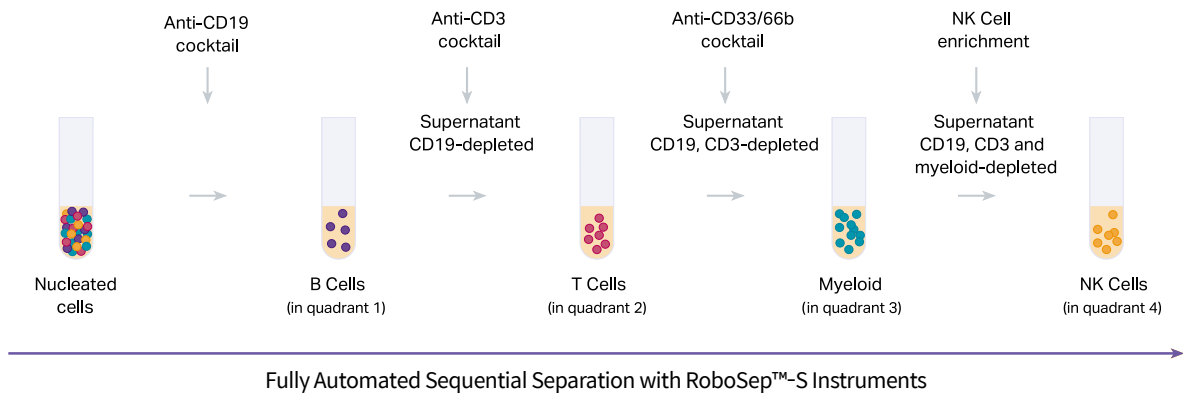 Anti-CD19
cocktail
Anti-CD3
cocktail
Anti-CD33/66b
cocktail
NK Cell
enrichment
Supernatant
CD19-depleted
Supernatant
CD19, CD3-depleted
Supernatant
CD19, CD3 and
myeloid-depleted
Nucleated
cells
B Cells
(in quadrant 1)
T Cells
(in quadrant 2)
Myeloid
(in quadrant 3)
NK Cells
(in quadrant 4)
Fully Automated Sequential Separation with RoboSep™-S Instruments